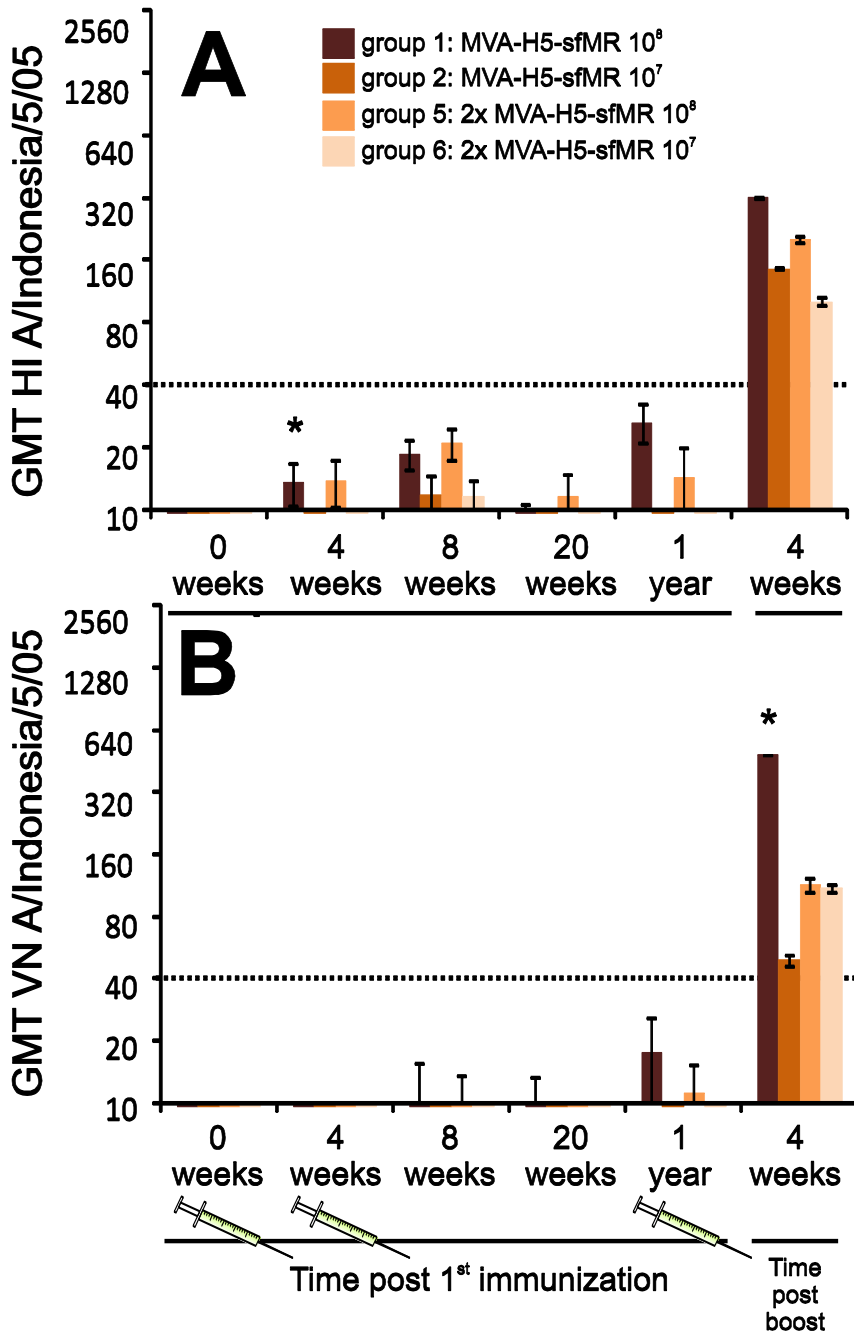 A
GMT HI A/Indonesia/5/05
2560
1280
640
320
160
80
40
20
10
group 1: MVA-H5-sfMR 10⁸
group 2: MVA-H5-sfMR 10⁷
group 5: 2x MVA-H5-sfMR 10⁸
group 6: 2x MVA-H5-sfMR 10⁷
*
0 4 8 20 1 4
weeks weeks weeks weeks year weeks
B
GMT VN A/Indonesia/5/05
2560
1280
640
320
160
80
40
20
10
*
0 4 8 20 1 4
weeks weeks weeks weeks year weeks
Time post 1ˢᵗ immunization
Time
post
boost